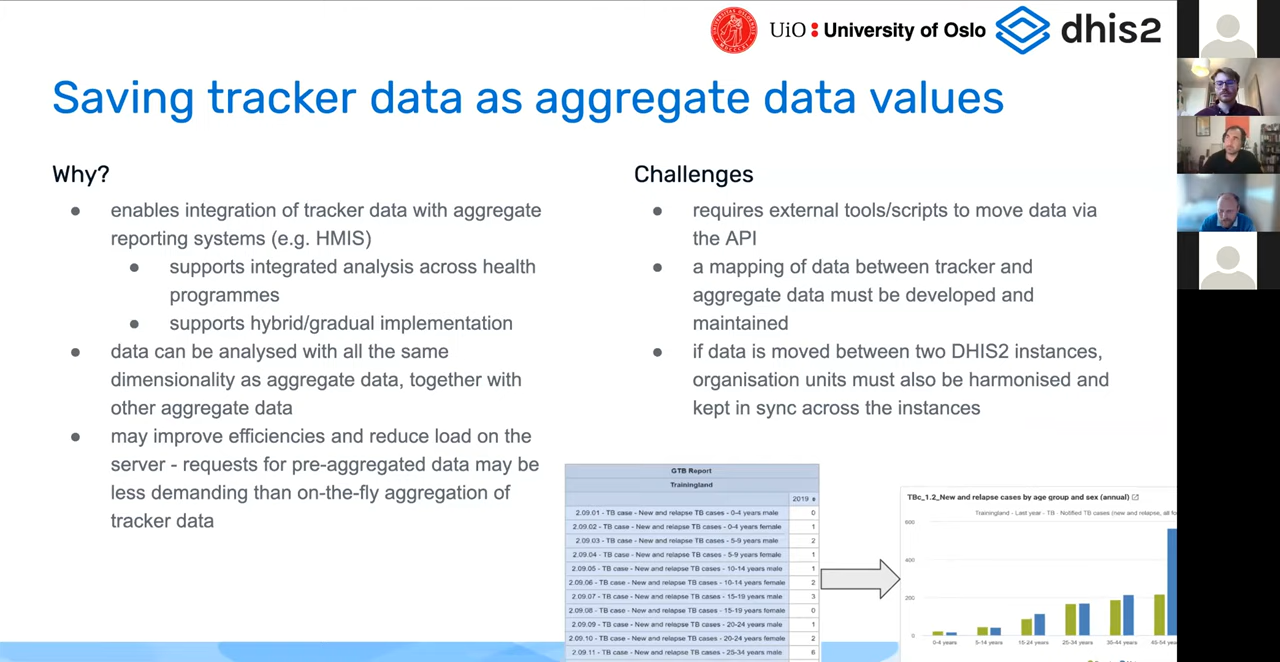 UiO : University of Oslo
dhis2
Saving tracker data as aggregate data values
Why?
● enables integration of tracker data with aggregate
reporting systems (e.g. HMIS)
● supports integrated analysis across health
programmes
● supports hybrid/gradual implementation
● data can be analysed with all the same
dimensionality as aggregate data, together with
other aggregate data
● may improve efficiencies and reduce load on the
server - requests for pre-aggregated data may be
less demanding than on-the-fly aggregation of
tracker data
Challenges
● requires external tools/scripts to move data via
the API
● a mapping of data between tracker and
aggregate data must be developed and
maintained
● if data is moved between two DHIS2 instances,
organisation units must also be harmonised and
kept in sync across the instances
GTB Report
Trainingland
2019
2.09.01 - TB case - New and relapse TB cases - 0-4 years male 0
2.09.02 - TB case - New and relapse TB cases - 0-4 years female 1
2.09.03 - TB case - New and relapse TB cases - 5-9 years male 2
2.09.04 - TB case - New and relapse TB cases - 5-9 years female 1
2.09.05 - TB case - New and relapse TB cases - 10-14 years male 1
2.09.06 - TB case - New and relapse TB cases - 10-14 years female 2
2.09.07 - TB case - New and relapse TB cases - 15-19 years male 3
2.09.08 - TB case - New and relapse TB cases - 15-19 years female 0
2.09.09 - TB case - New and relapse TB cases - 20-24 years male 1
2.09.10 - TB case - New and relapse TB cases - 20-24 years female 2
2.09.11 - TB case - New and relapse TB cases - 25-34 years male 6
TBc_1.2_New and relapse cases by age group and sex (annual)
Trainingland - Last year - TB - Notified TB cases (new and relapse, all fo
600
400
200
0
0-4 years 5-14 years 15-24 years 25-34 years 35-44 years 45-54 yea